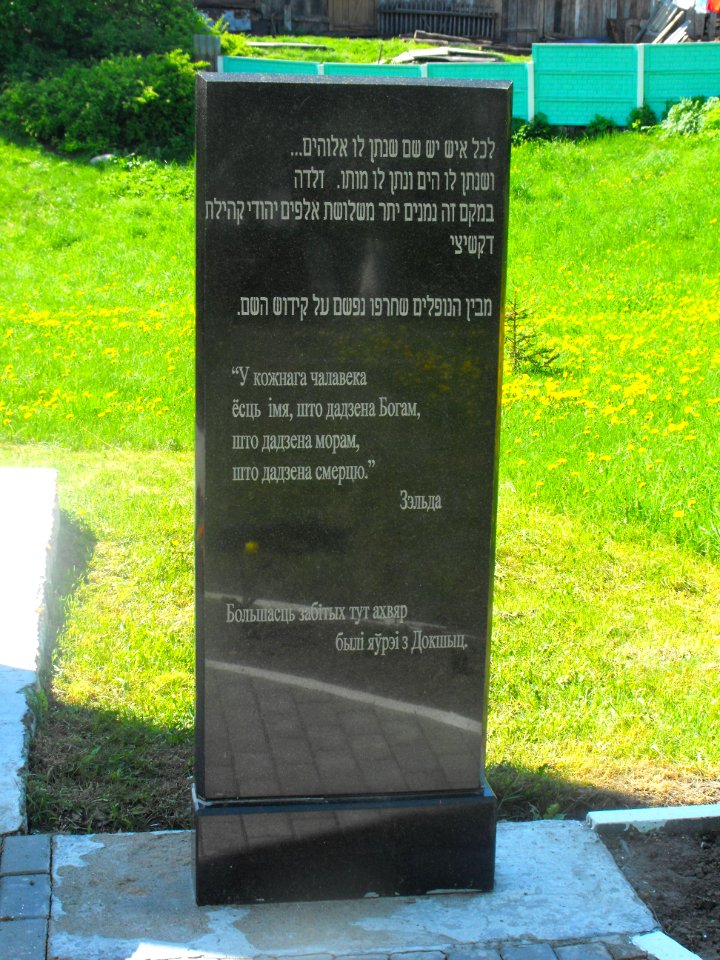 לכל איש יש שם שנתן לו אלוהים...
ושנתן לו הים ונתן לו מותו. זלדה
במקם זה נמנים יתר משלושת אלפים יהודי קהילת
דקשיצי
מבין הנופלים שחרפו נפשם על קידוש השם.
“У кожнага чалавека
ёсць імя, што дадзена Богам,
што дадзена морам,
што дадзена смерцю.”
Зэльда
Большасць забітых тут ахвяр
былі яўрэі з Докшыц.